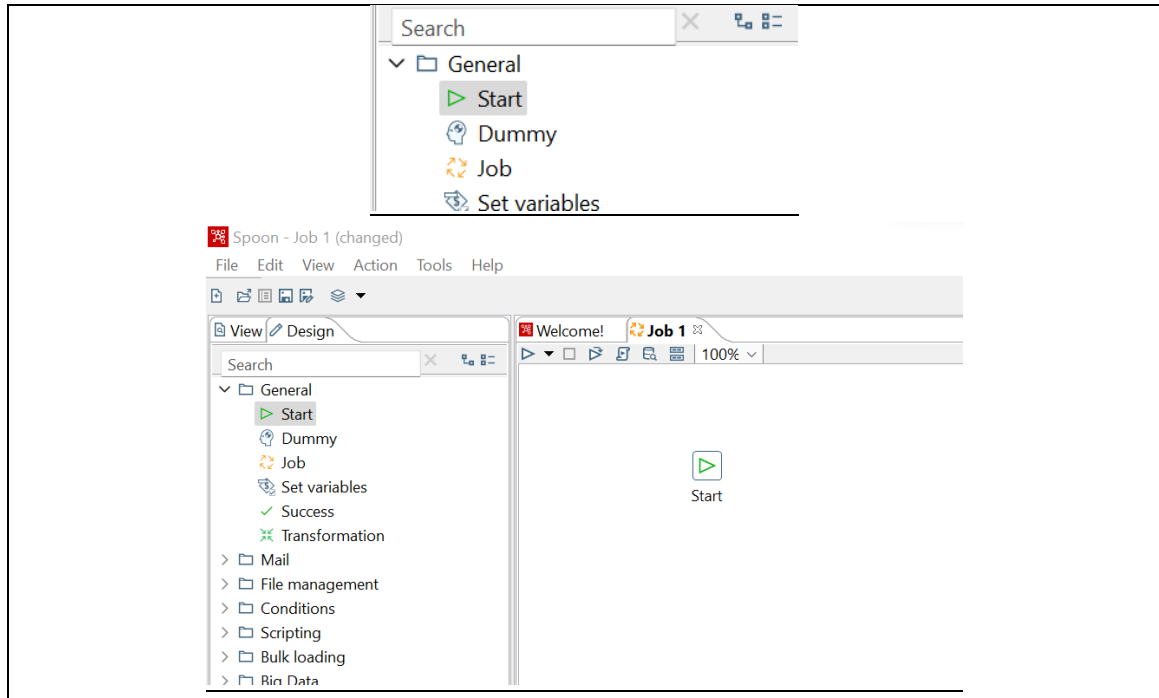 Search
General
Start
Dummy
Job
Set variables
Spoon - Job 1 (changed)
File Edit View Action Tools Help
View Design Welcome! Job 1
100%
Search
General
Start
Dummy
Job
Set variables
Success
Transformation
Mail
File management
Conditions
Scripting
Bulk loading
Big Data
Start